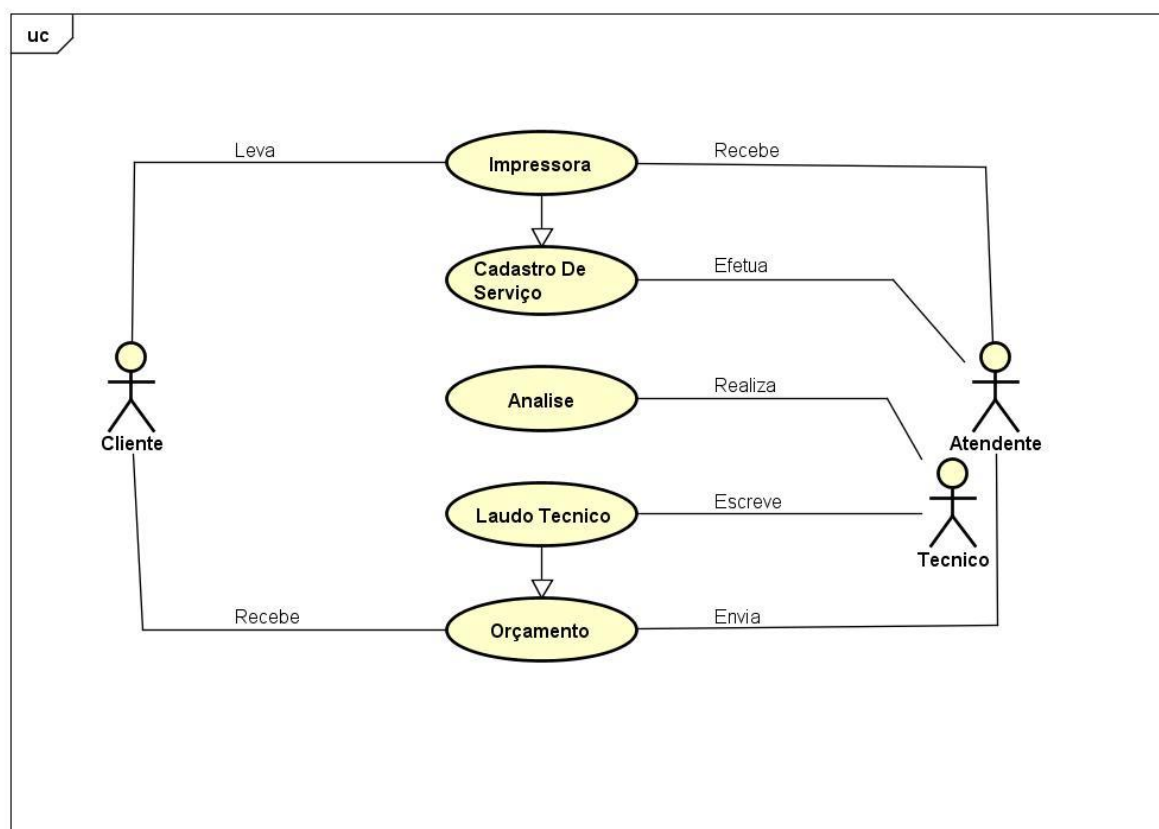 uc
Leva
Impressora
Recebe
Cadastro De
Serviço
Efetua
Analise
Realiza
Cliente
Atendente
Laudo Tecnico
Escreve
Tecnico
Recebe
Orçamento
Envia